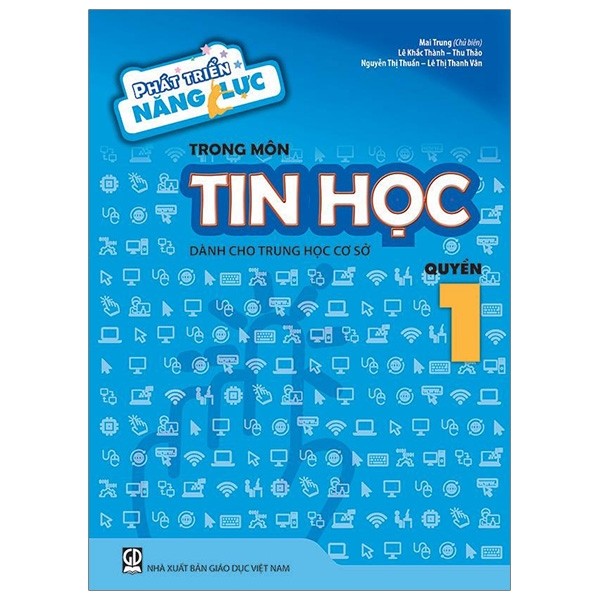 Mai Trung (Chủ biên)
Lê Khắc Thành – Thu Thảo
Nguyễn Thị Thuần – Lê Thị Thanh Vân
PHÁT TRIỂN
NĂNG LỰC
TRONG MÔN
TIN HỌC
DÀNH CHO TRUNG HỌC CƠ SỞ
QUYỂN
1
GD
NHÀ XUẤT BẢN GIÁO DỤC VIỆT NAM